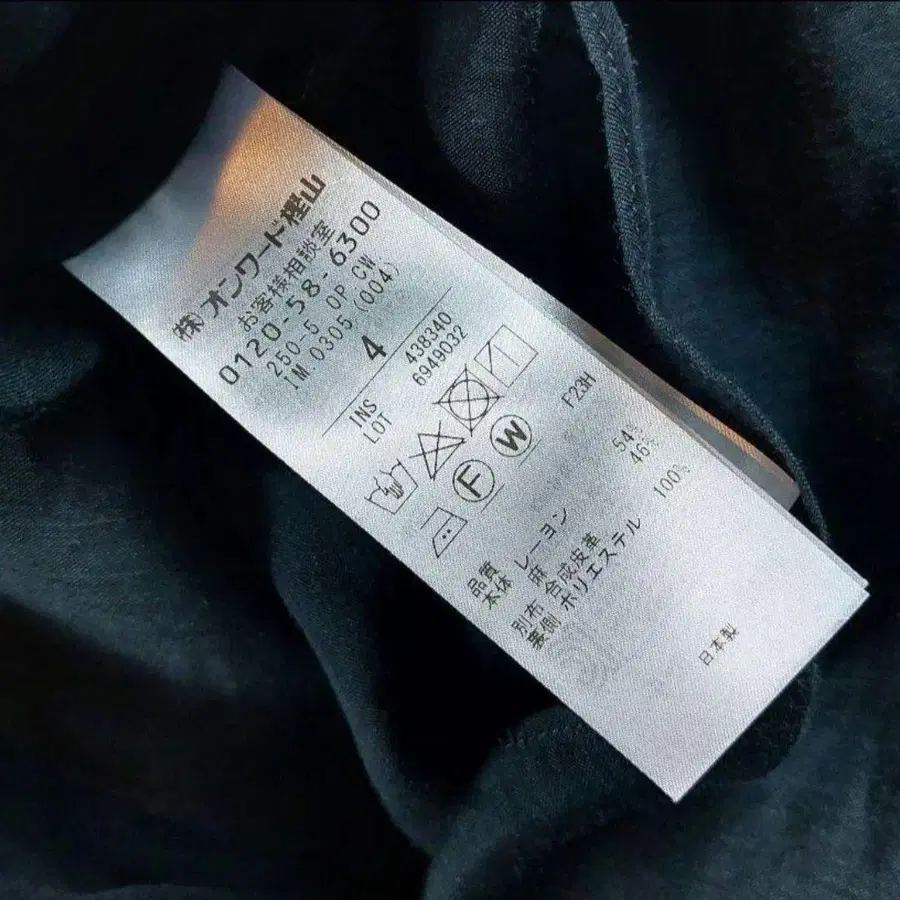 (株)オンワード樫山
お客様相談室
0120-58-6300
250-5 OP CW
TM.0305 (004)
4
INS 438340
LOT 6949032
F W
F23H
品質
本体 レーヨン 54%
麻 46%
別布 合成皮革
裏側 ポリエステル 100%
日本製